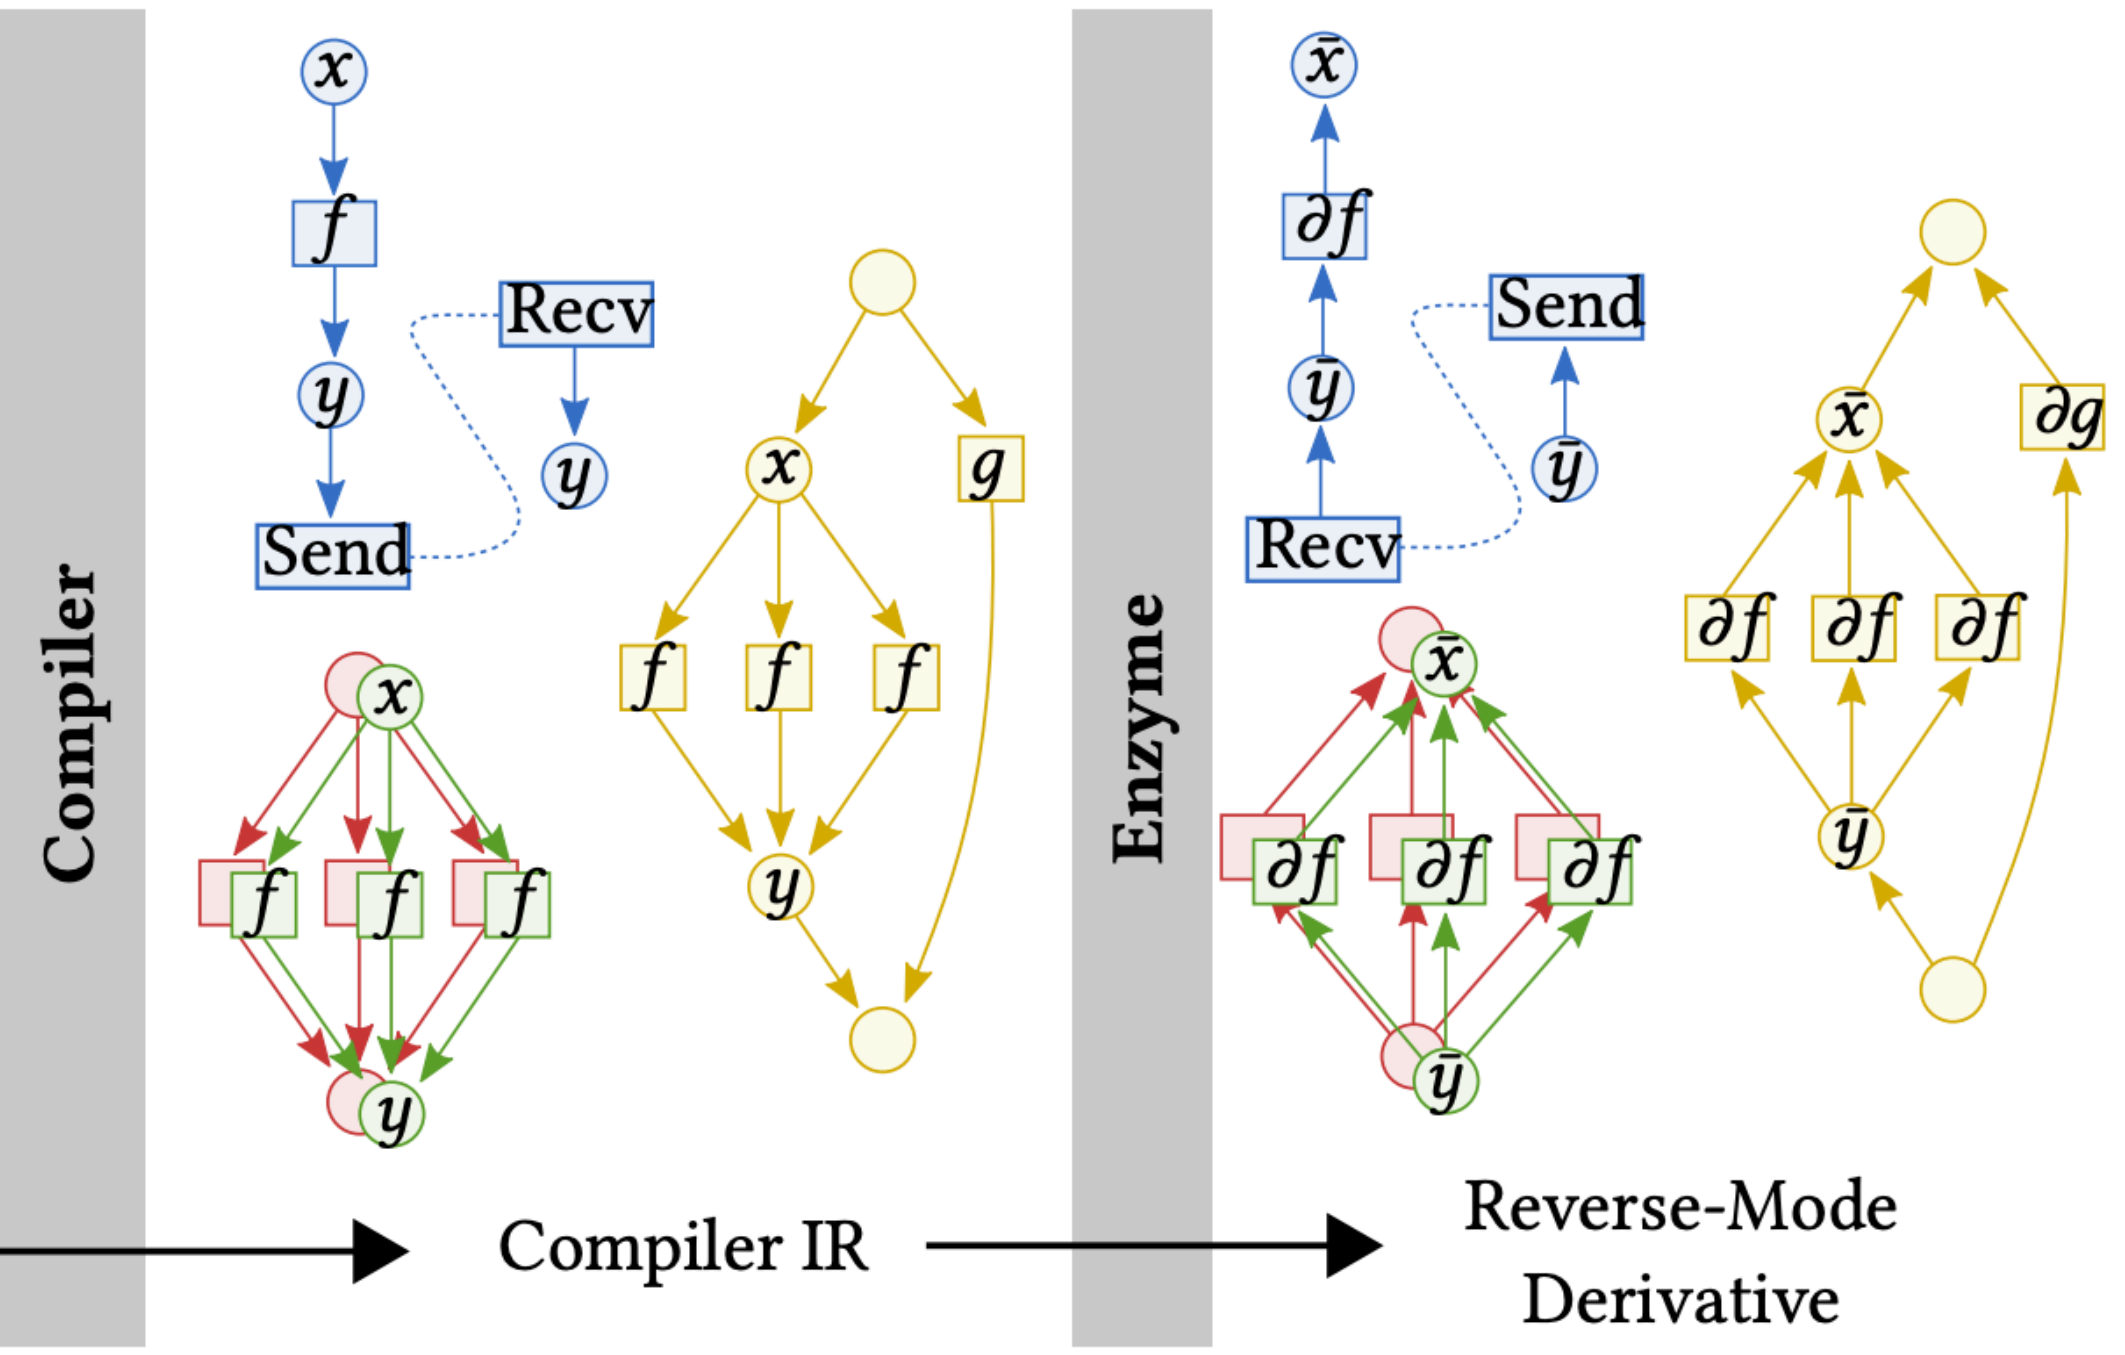 Compiler
x
f
y
Send
Recv
y
x
g
f
f
f
y
x
f
f
f
y
Compiler IR
Enzyme
x̄
∂f
ȳ
Recv
Send
ȳ
x̄
∂g
∂f
∂f
∂f
ȳ
x̄
∂f
∂f
∂f
ȳ
Reverse-Mode
Derivative